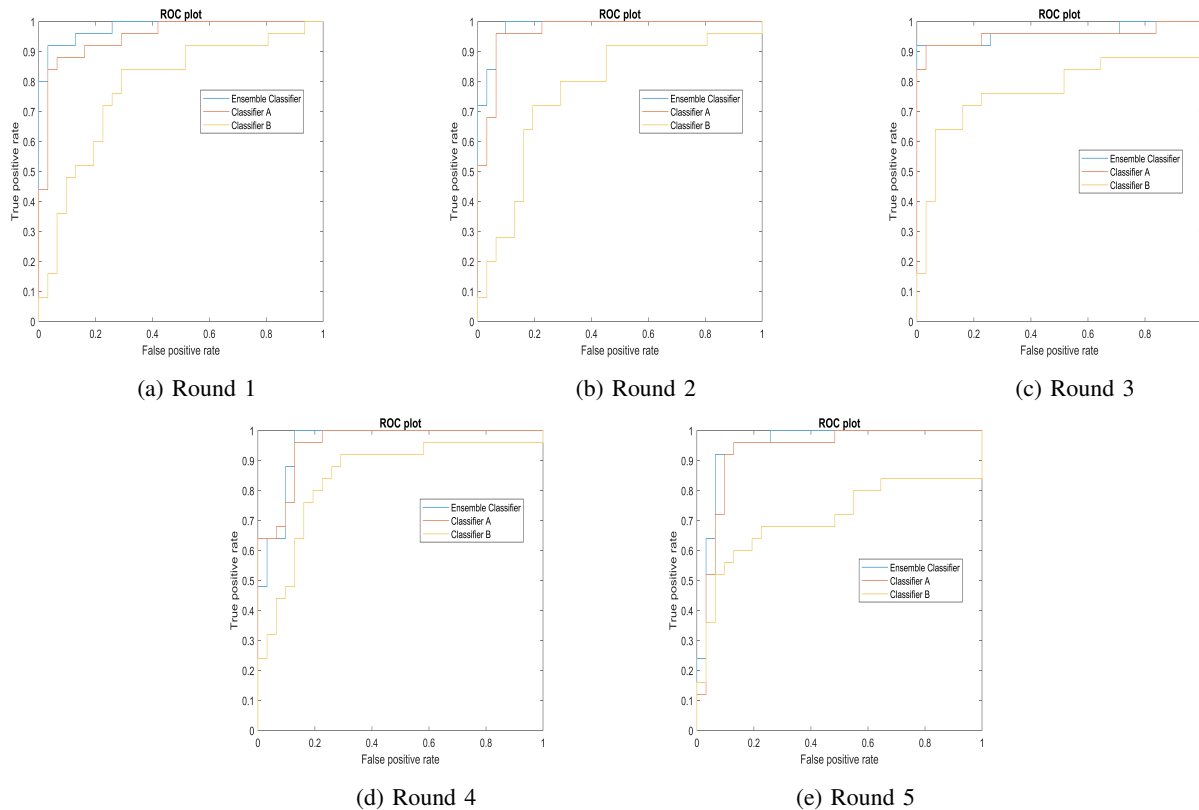 ROC plot
True positive rate
1
0.9
0.8
0.7
0.6
0.5
0.4
0.3
0.2
0.1
0
Ensemble Classifier
Classifier A
Classifier B
0 0.2 0.4 0.6 0.8 1
False positive rate
(a) Round 1
ROC plot
True positive rate
1
0.9
0.8
0.7
0.6
0.5
0.4
0.3
0.2
0.1
0
Ensemble Classifier
Classifier A
Classifier B
0 0.2 0.4 0.6 0.8 1
False positive rate
(b) Round 2
ROC plot
True positive rate
1
0.9
0.8
0.7
0.6
0.5
0.4
0.3
0.2
0.1
0
Ensemble Classifier
Classifier A
Classifier B
0 0.2 0.4 0.6 0.8
False positive rate
(c) Round 3
ROC plot
True positive rate
1
0.9
0.8
0.7
0.6
0.5
0.4
0.3
0.2
0.1
0
Ensemble Classifier
Classifier A
Classifier B
0 0.2 0.4 0.6 0.8 1
False positive rate
(d) Round 4
ROC plot
True positive rate
1
0.9
0.8
0.7
0.6
0.5
0.4
0.3
0.2
0.1
0
Ensemble Classifier
Classifier A
Classifier B
0 0.2 0.4 0.6 0.8 1
False positive rate
(e) Round 5